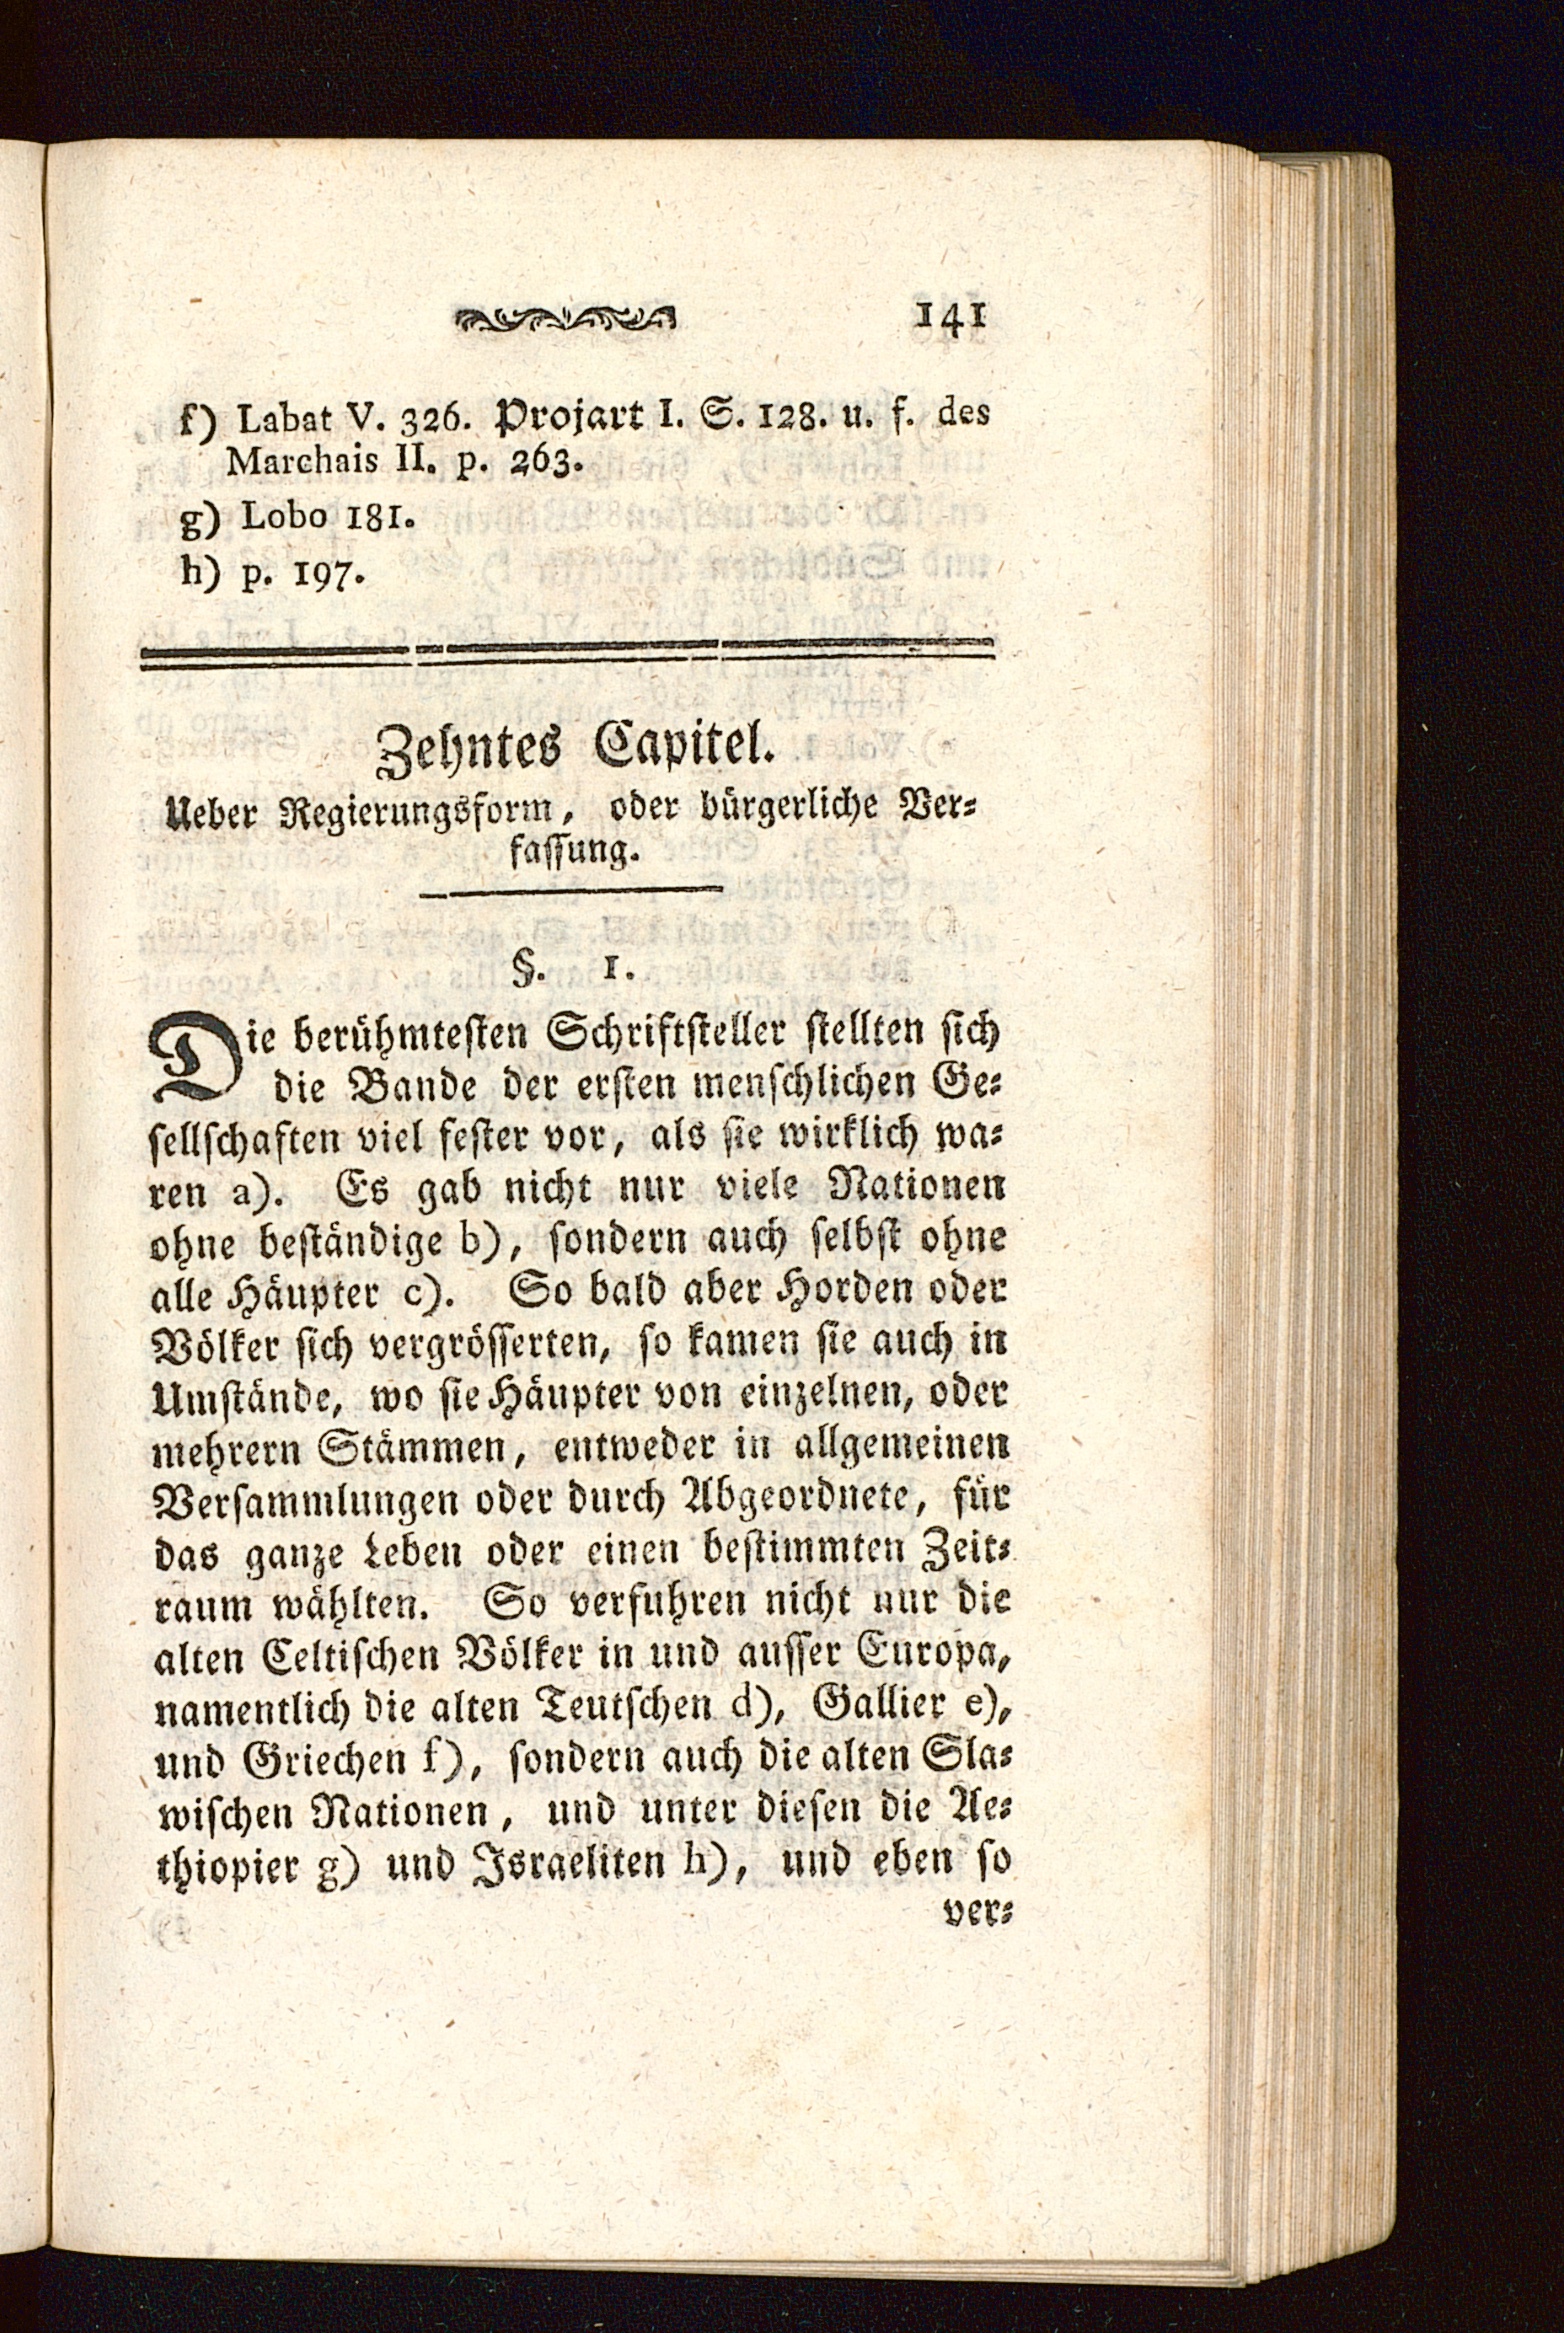 141
f) Labat V. 326. Projart I. S. 128. u. f. des
Marchais II. p. 263.
g) Lobo 181.
h) p. 197.
Zehntes Capitel.
Ueber Regierungsform, oder bürgerliche Ver⸗
faſſung.
§. 1.
Die berühmteſten Schriftſteller ſtellten ſich
die Bande der erſten menſchlichen Ge⸗
ſellſchaften viel feſter vor, als ſie wirklich wa⸗
ren a). Es gab nicht nur viele Nationen
ohne beſtändige b), ſondern auch ſelbſt ohne
alle Häupter c). So bald aber Horden oder
Völker ſich vergröſſerten, ſo kamen ſie auch in
Umſtände, wo ſie Häupter von einzelnen, oder
mehrern Stämmen, entweder in allgemeinen
Verſammlungen oder durch Abgeordnete, für
das ganze Leben oder einen beſtimmten Zeit⸗
raum wählten. So verfuhren nicht nur die
alten Celtiſchen Völker in und auſſer Europa,
namentlich die alten Teutſchen d), Gallier e),
und Griechen f), ſondern auch die alten Sla⸗
wiſchen Nationen, und unter dieſen die Ae⸗
thiopier g) und Israeliten h), und eben ſo
ver⸗